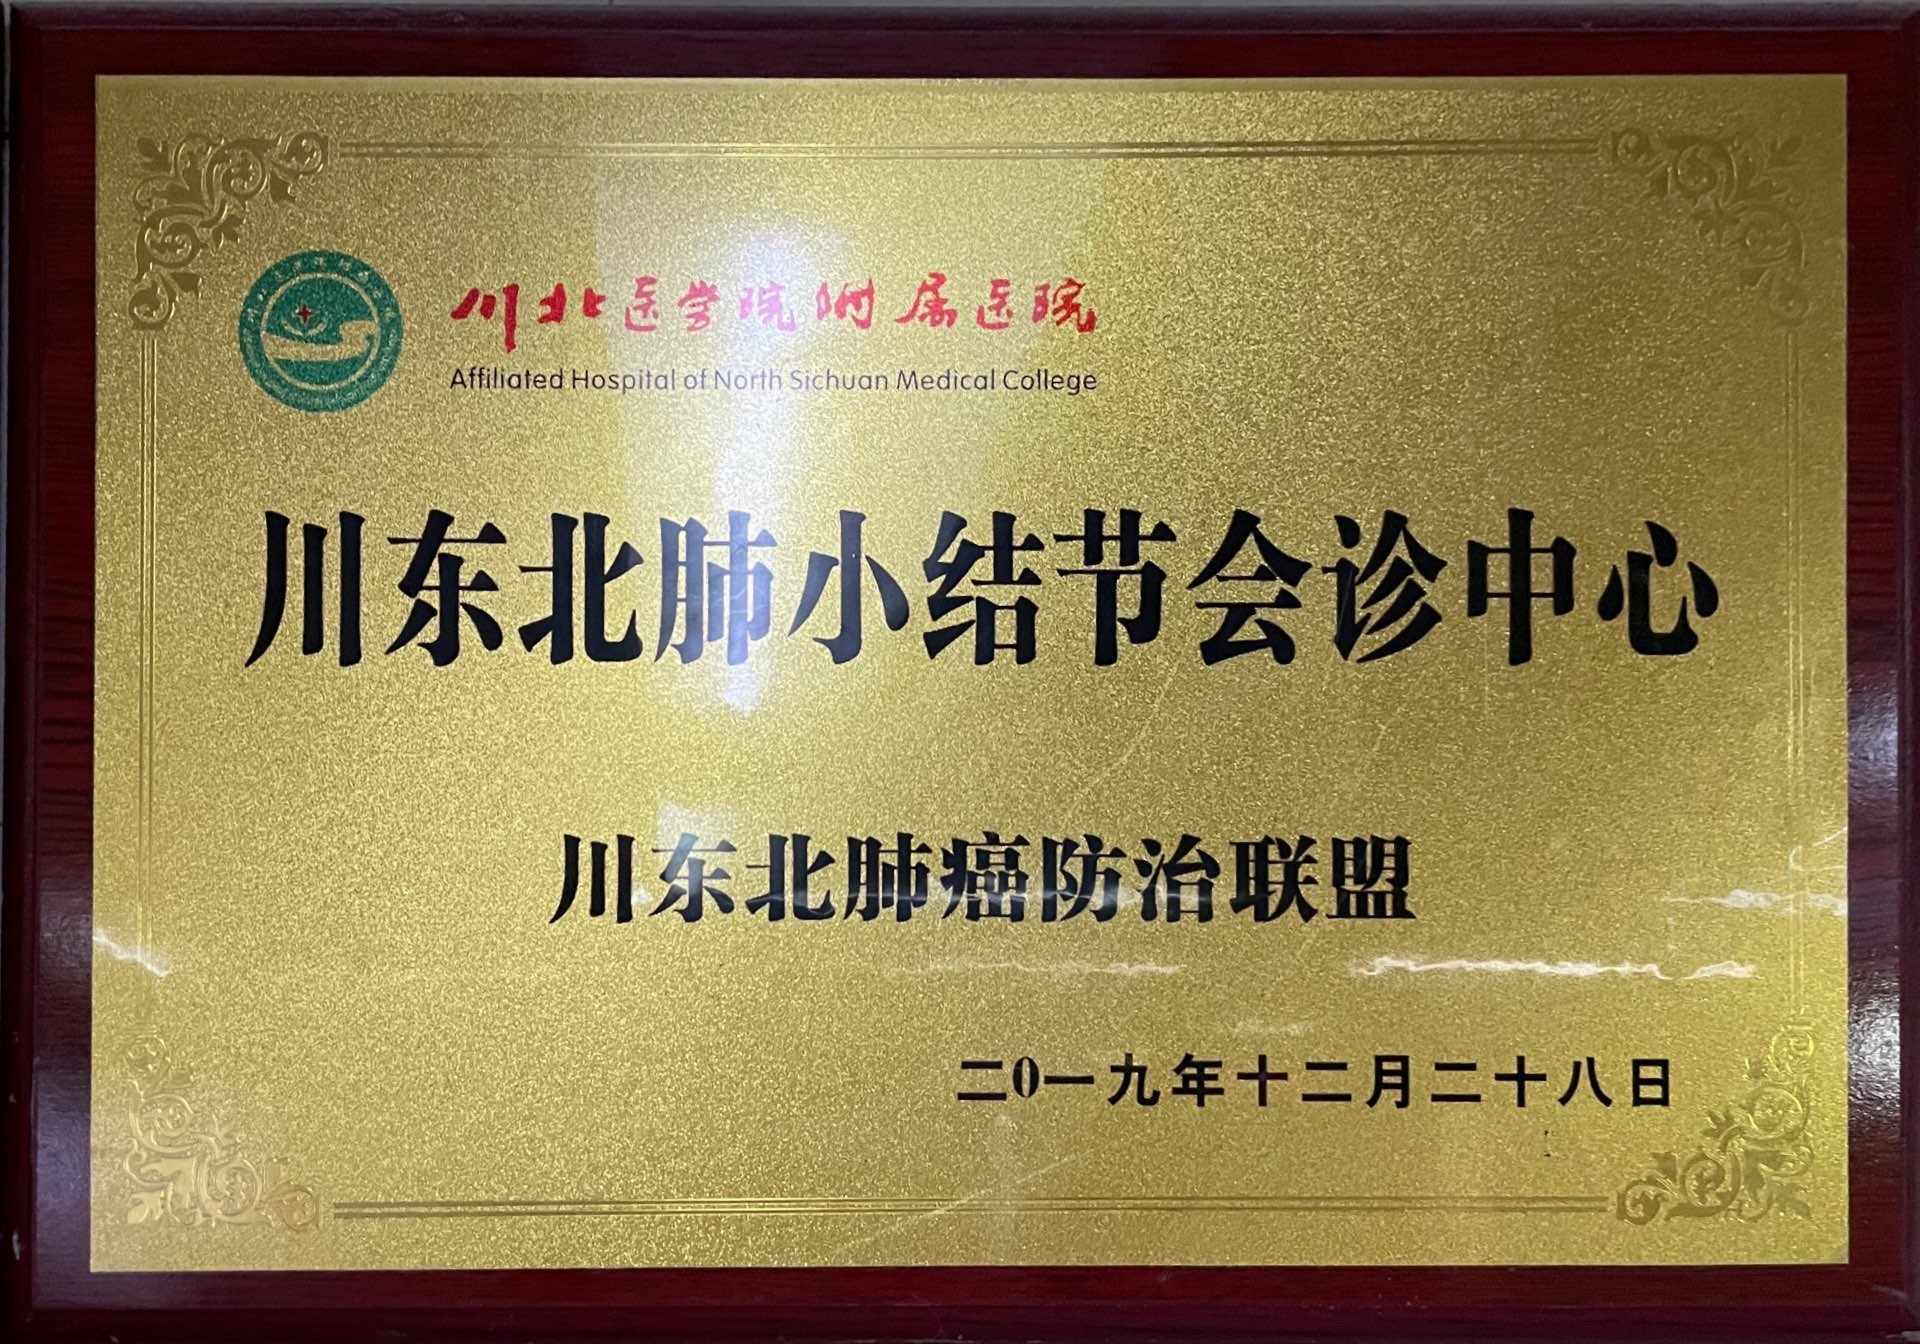 川北医学院附属医院
Affiliated Hospital of North Sichuan Medical College
川东北肺小结节会诊中心
川东北肺癌防治联盟
二0一九年十二月二十八日